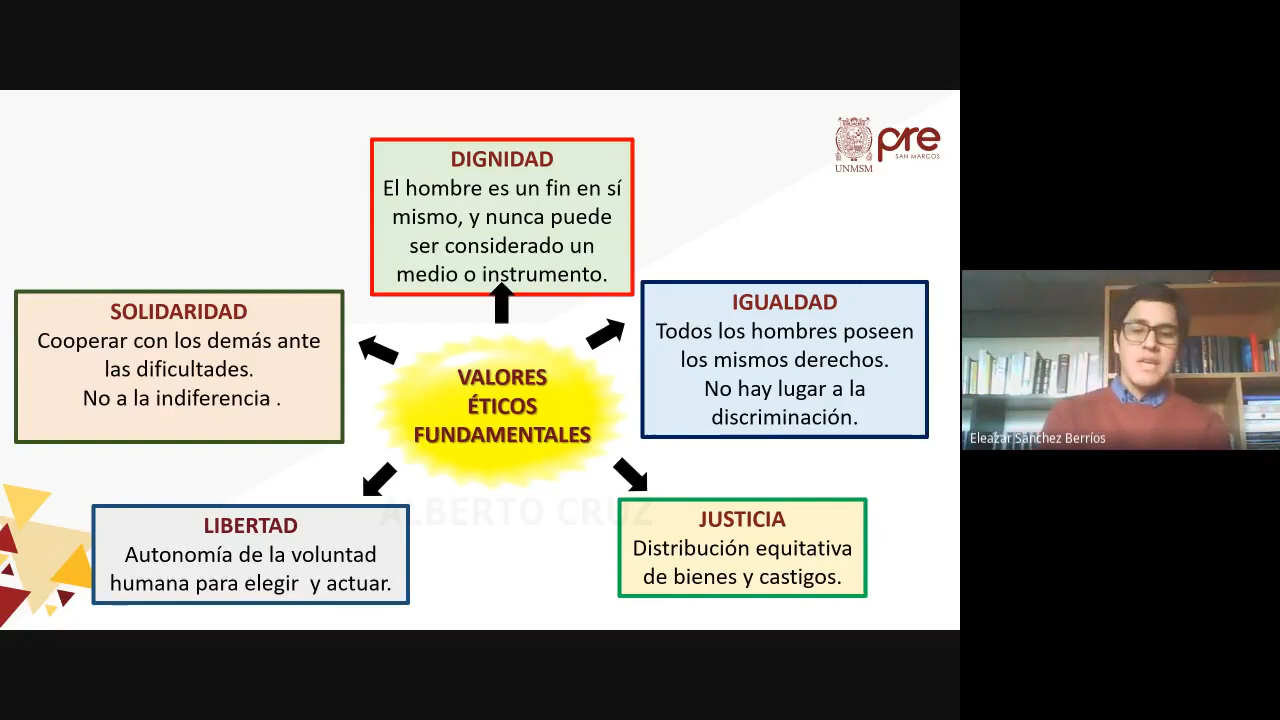 DIGNIDAD
El hombre es un fin en sí
mismo, y nunca puede
ser considerado un
medio o instrumento.
pre
SAN MARCOS
UNMSM
SOLIDARIDAD
Cooperar con los demás ante
las dificultades.
No a la indiferencia .
IGUALDAD
Todos los hombres poseen
los mismos derechos.
No hay lugar a la
discriminación.
VALORES
ÉTICOS
FUNDAMENTALES
Eleazar Sánchez Berríos
ALBERTO CRUZ
LIBERTAD
Autonomía de la voluntad
humana para elegir y actuar.
JUSTICIA
Distribución equitativa
de bienes y castigos.